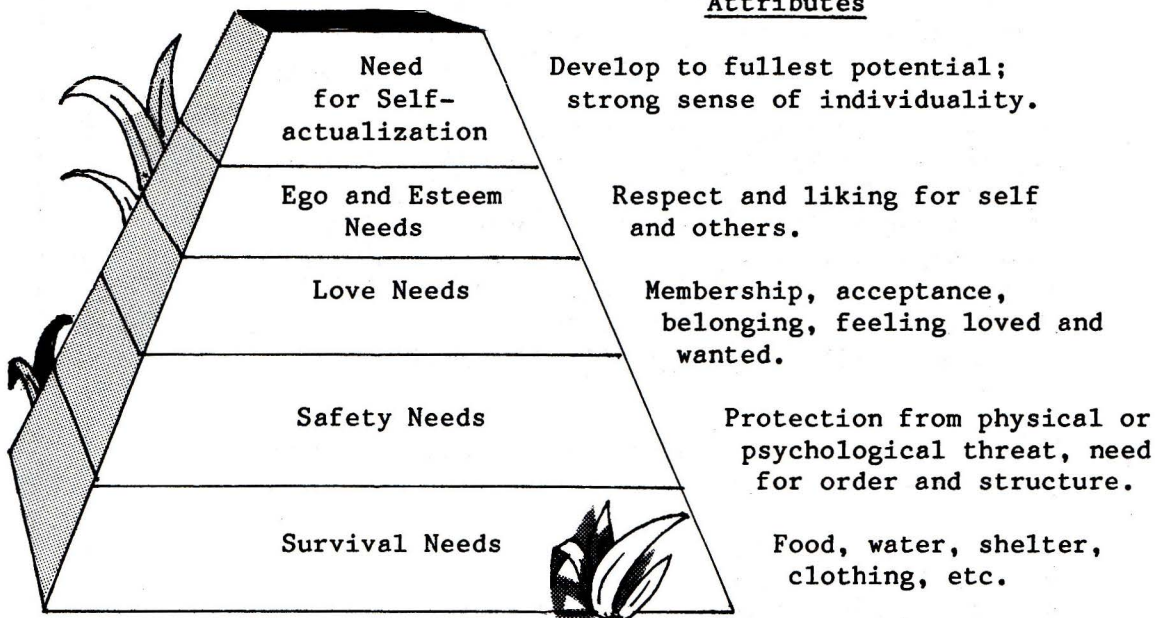 Attributes
Need
for Self-
actualization
Develop to fullest potential;
strong sense of individuality.
Ego and Esteem
Needs
Respect and liking for self
and others.
Love Needs
Membership, acceptance,
belonging, feeling loved and
wanted.
Safety Needs
Protection from physical or
psychological threat, need
for order and structure.
Survival Needs
Food, water, shelter,
clothing, etc.